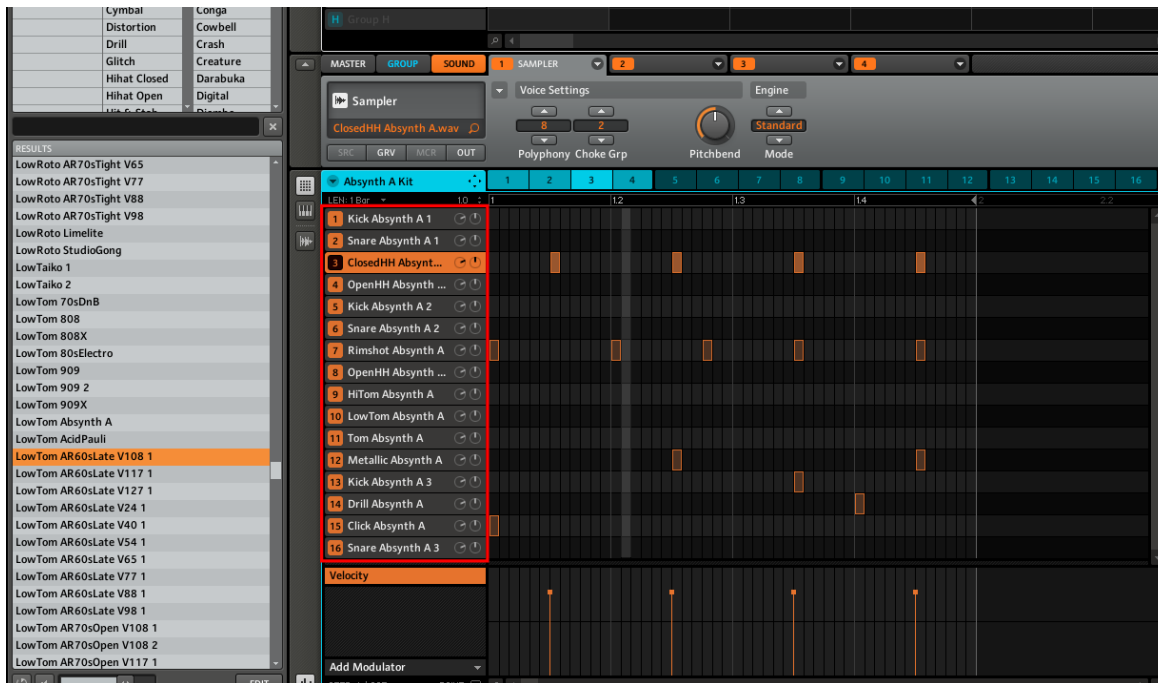 Cymbal Conga
Distortion Cowbell
Drill Crash
Glitch Creature
Hihat Closed Darabuka
Hihat Open Digital
RESULTS
LowRoto AR70sTight V65
LowRoto AR70sTight V77
LowRoto AR70sTight V88
LowRoto AR70sTight V98
LowRoto Limelite
LowRoto StudioGong
LowTaiko 1
LowTaiko 2
LowTom 70sDnB
LowTom 808
LowTom 808X
LowTom 80sElectro
LowTom 909
LowTom 909 2
LowTom 909X
LowTom Absynth A
LowTom AcidPauli
LowTom AR60sLate V108 1
LowTom AR60sLate V117 1
LowTom AR60sLate V127 1
LowTom AR60sLate V24 1
LowTom AR60sLate V40 1
LowTom AR60sLate V54 1
LowTom AR60sLate V65 1
LowTom AR60sLate V77 1
LowTom AR60sLate V88 1
LowTom AR60sLate V98 1
LowTom AR70sOpen V108 1
LowTom AR70sOpen V108 2
LowTom AR70sOpen V117 1
EDIT
H Group H
MASTER GROUP SOUND 1 SAMPLER 2 3 4
Sampler
ClosedHH Absynth A.wav
SRC GRV MCR OUT
Voice Settings Engine
8 2 Standard
Polyphony Choke Grp Pitchbend Mode
Absynth A Kit 1 2 3 4 5 6 7 8 9 10 11 12 13 14 15 16
LEN: 1 Bar 1.0 1 1.2 1.3 1.4 2 2.2
1 Kick Absynth A 1
2 Snare Absynth A 1
3 ClosedHH Absynt...
4 OpenHH Absynth ...
5 Kick Absynth A 2
6 Snare Absynth A 2
7 Rimshot Absynth A
8 OpenHH Absynth ...
9 HiTom Absynth A
10 LowTom Absynth A
11 Tom Absynth A
12 Metallic Absynth A
13 Kick Absynth A 3
14 Drill Absynth A
15 Click Absynth A
16 Snare Absynth A 3
Velocity
Add Modulator